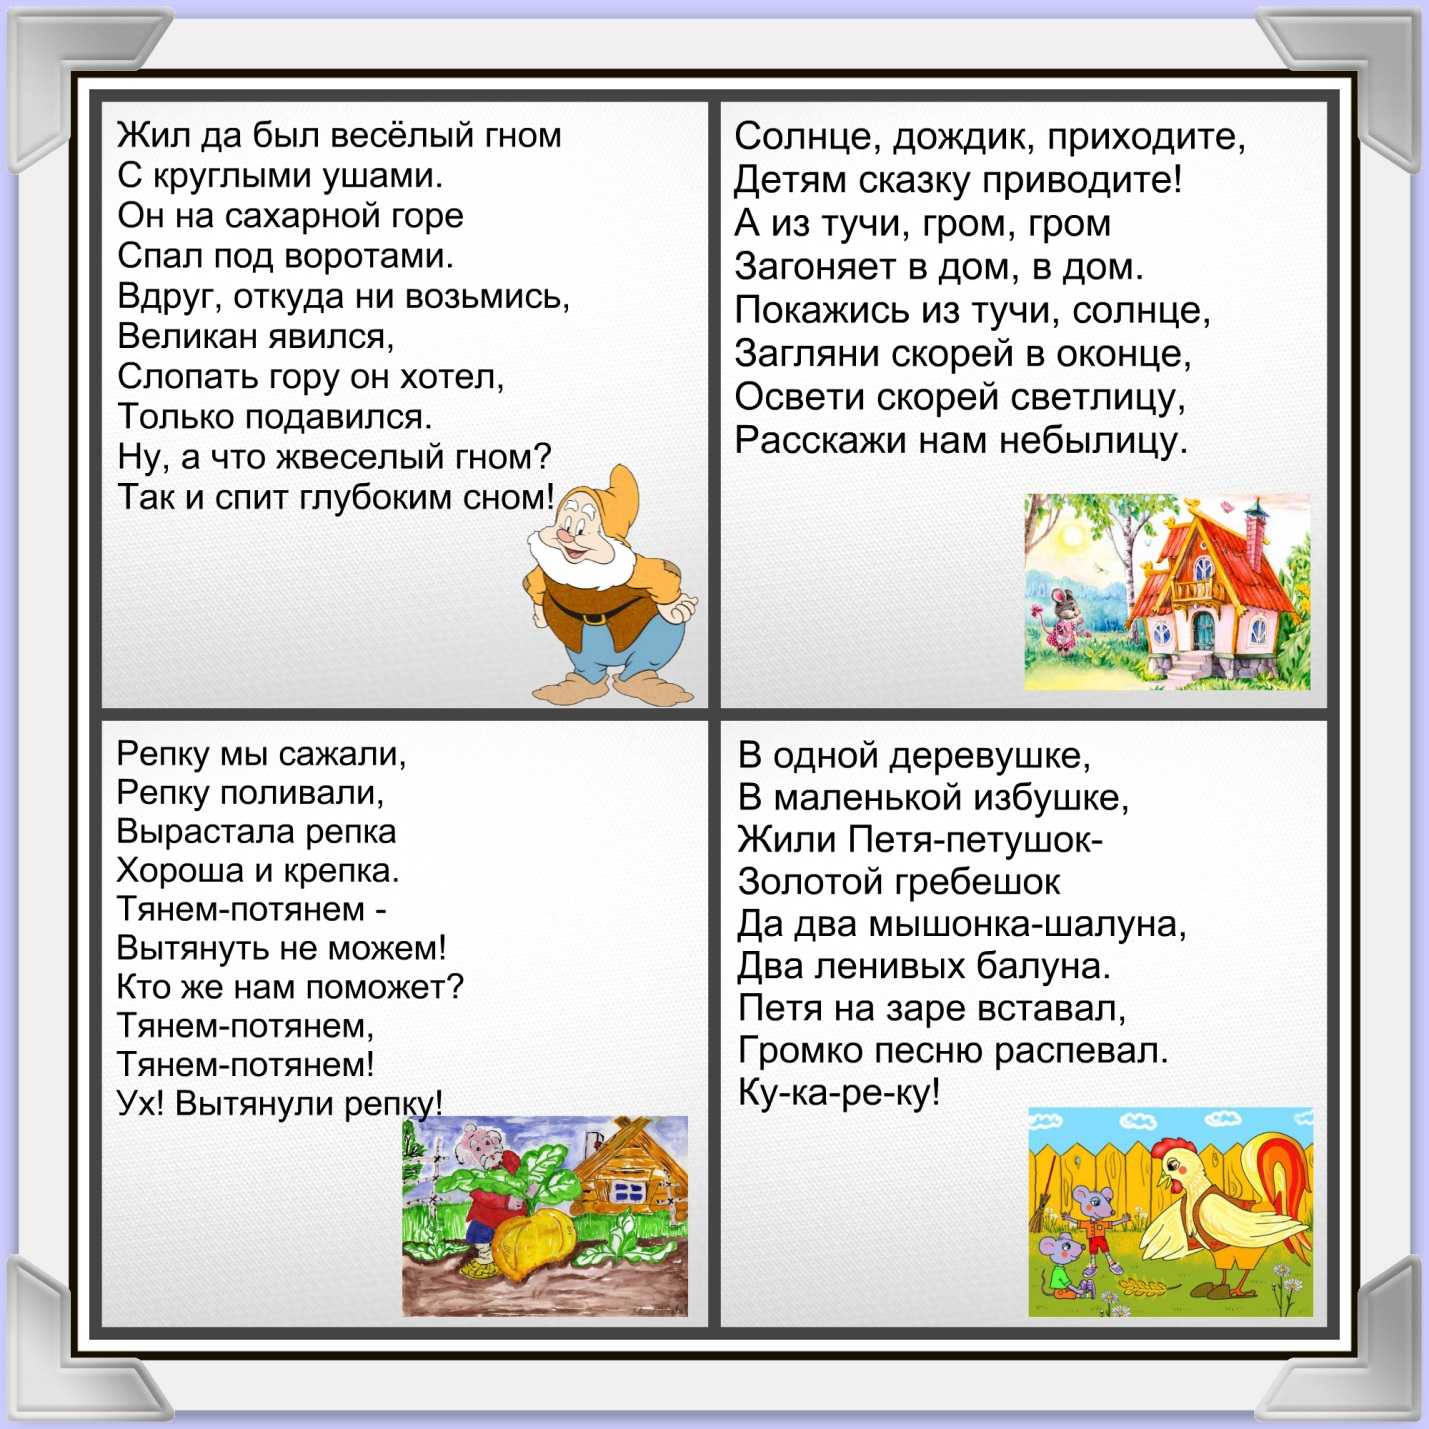 Жил да был весёлый гном
С круглыми ушами.
Он на сахарной горе
Спал под воротами.
Вдруг, откуда ни возьмись,
Великан явился,
Слопать гору он хотел,
Только подавился.
Ну, а что жвеселый гном?
Так и спит глубоким сном!
Солнце, дождик, приходите,
Детям сказку приводите!
А из тучи, гром, гром
Загоняет в дом, в дом.
Покажись из тучи, солнце,
Загляни скорей в оконце,
Освети скорей светлицу,
Расскажи нам небылицу.
Репку мы сажали,
Репку поливали,
Вырастала репка
Хороша и крепка.
Тянем-потянем -
Вытянуть не можем!
Кто же нам поможет?
Тянем-потянем,
Тянем-потянем!
Ух! Вытянули репку!
В одной деревушке,
В маленькой избушке,
Жили Петя-петушок-
Золотой гребешок
Да два мышонка-шалуна,
Два ленивых балуна.
Петя на заре вставал,
Громко песню распевал.
Ку-ка-ре-ку!